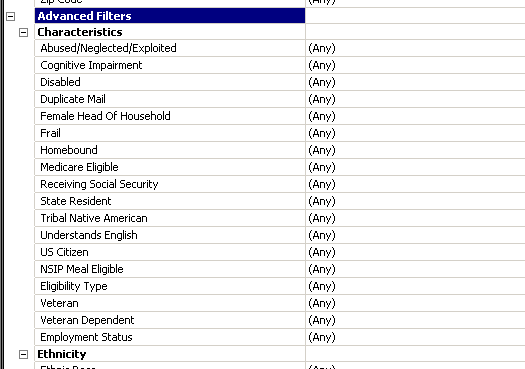 Zip Code (Any)
Advanced Filters
Characteristics
Abused/Neglected/Exploited (Any)
Cognitive Impairment (Any)
Disabled (Any)
Duplicate Mail (Any)
Female Head Of Household (Any)
Frail (Any)
Homebound (Any)
Medicare Eligible (Any)
Receiving Social Security (Any)
State Resident (Any)
Tribal Native American (Any)
Understands English (Any)
US Citizen (Any)
NSIP Meal Eligible (Any)
Eligibility Type (Any)
Veteran (Any)
Veteran Dependent (Any)
Employment Status (Any)
Ethnicity
Ethnic Race (Any)